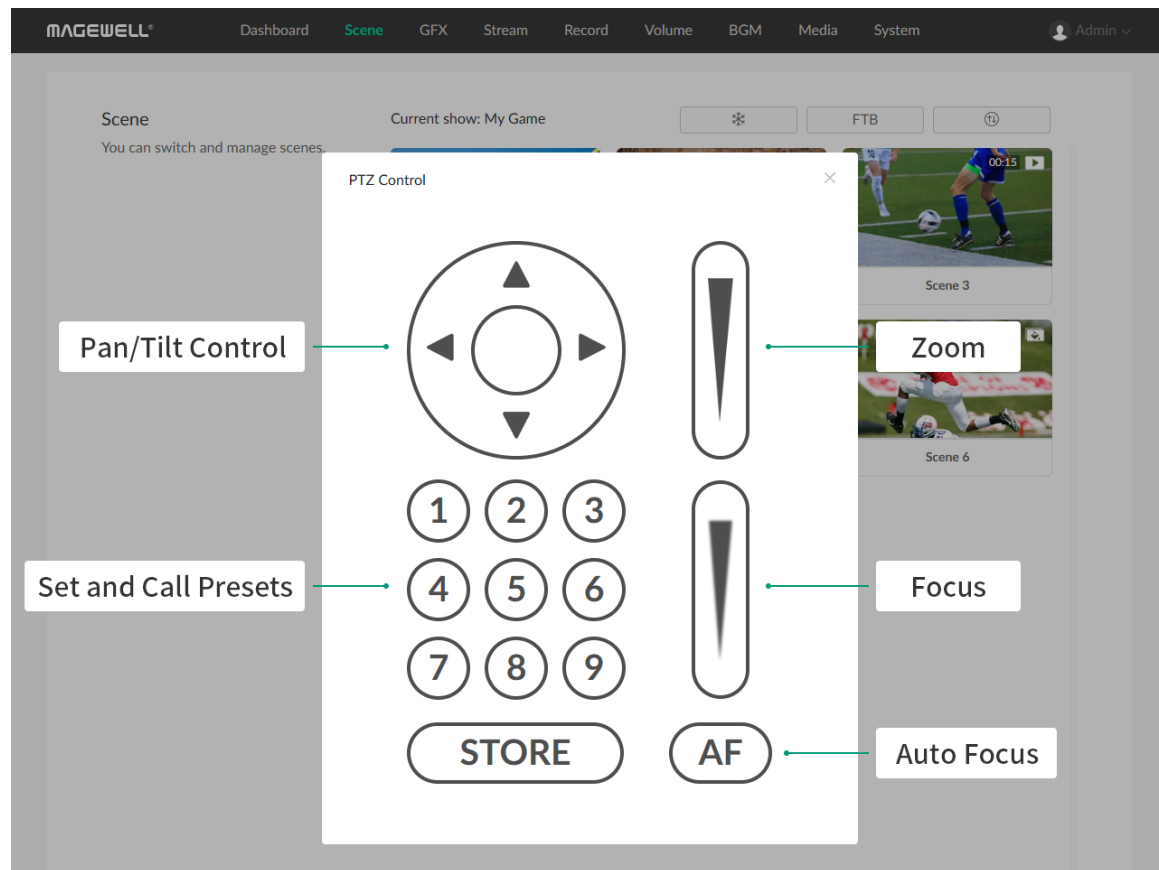 MAGEWELL®
Dashboard Scene GFX Stream Record Volume BGM Media System Admin
Scene
You can switch and manage scenes.
Current show: My Game
FTB
00:15
PTZ Control
Scene 3
Pan/Tilt Control
Zoom
Scene 6
1 2 3
Set and Call Presets
4 5 6
Focus
7 8 9
STORE
AF
Auto Focus